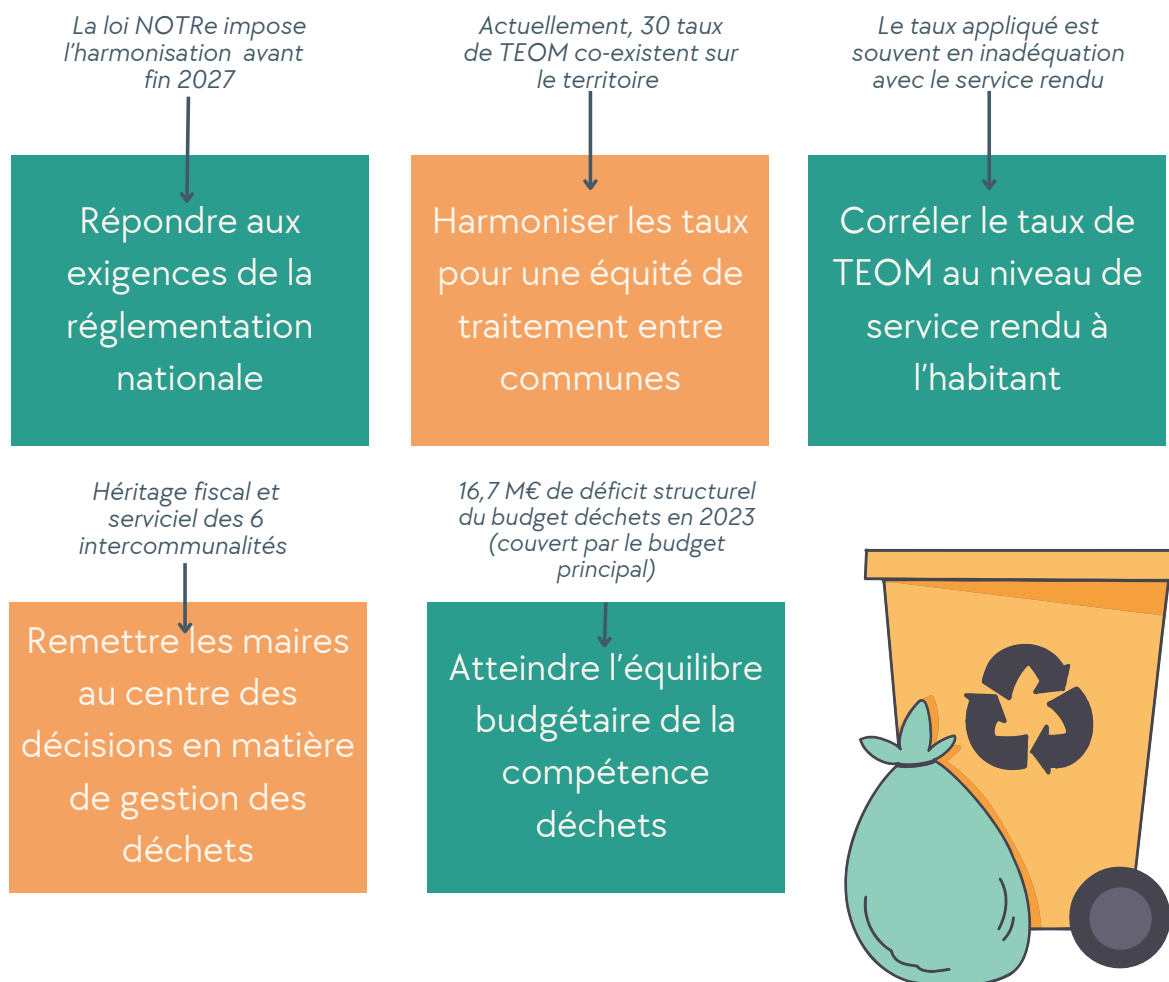 La loi NOTRe impose
l'harmonisation avant
fin 2027
Répondre aux
exigences de la
réglementation
nationale
Actuellement, 30 taux
de TEOM co-existent sur
le territoire
Harmoniser les taux
pour une équité de
traitement entre
communes
Le taux appliqué est
souvent en inadéquation
avec le service rendu
Corréler le taux de
TEOM au niveau de
service rendu à
l'habitant
Héritage fiscal et
serviciel des 6
intercommunalités
Remettre les maires
au centre des
décisions en matière
de gestion des
déchets
16,7 M€ de déficit structurel
du budget déchets en 2023
(couvert par le budget
principal)
Atteindre l'équilibre
budgétaire de la
compétence
déchets